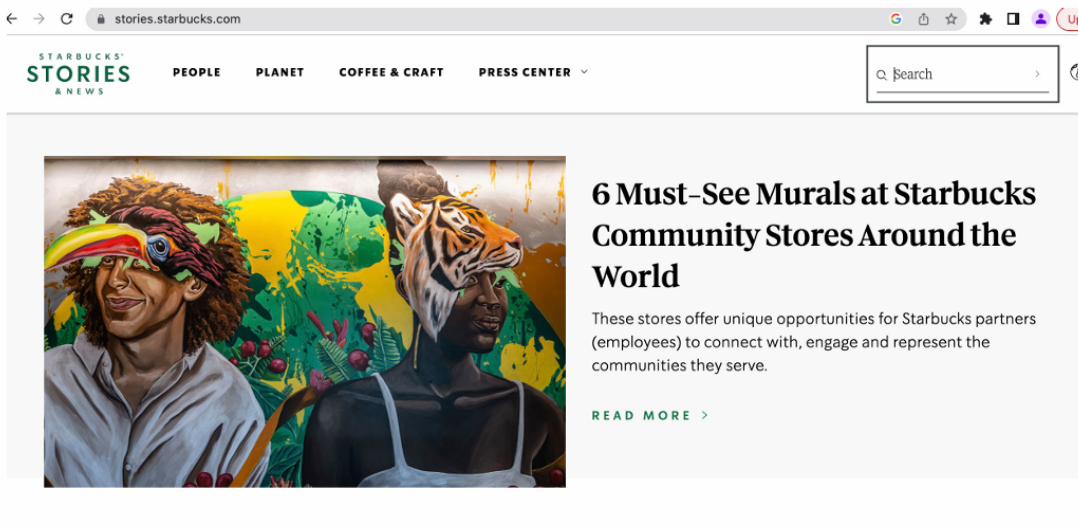 stories.starbucks.com
STARBUCKS®
STORIES
& NEWS
PEOPLE PLANET COFFEE & CRAFT PRESS CENTER
Search
6 Must-See Murals at Starbucks
Community Stores Around the
World
These stores offer unique opportunities for Starbucks partners
(employees) to connect with, engage and represent the
communities they serve.
READ MORE >